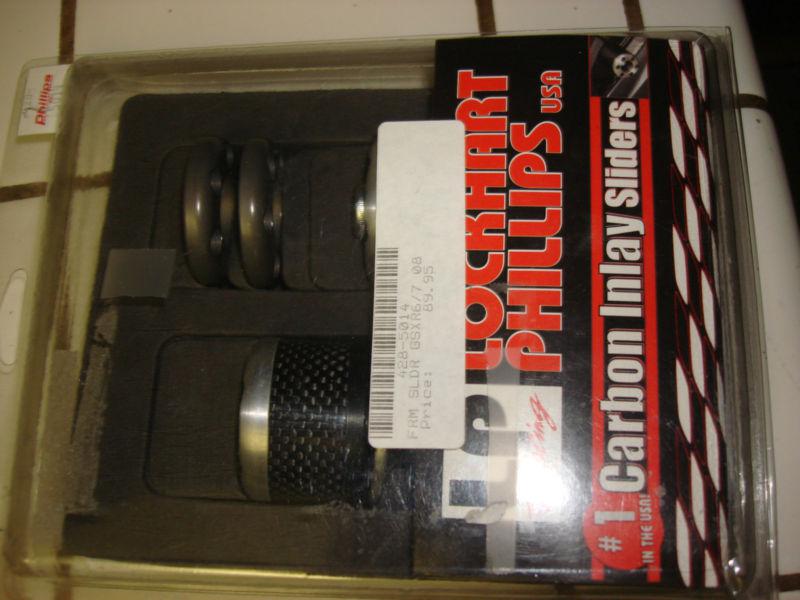 Phillips
LOCKHART
PHILLIPS
USA
#1 Carbon Inlay Sliders
IN THE USA!
428-5014
FRM SLDR GSXR6/7 08
Price: 89.95